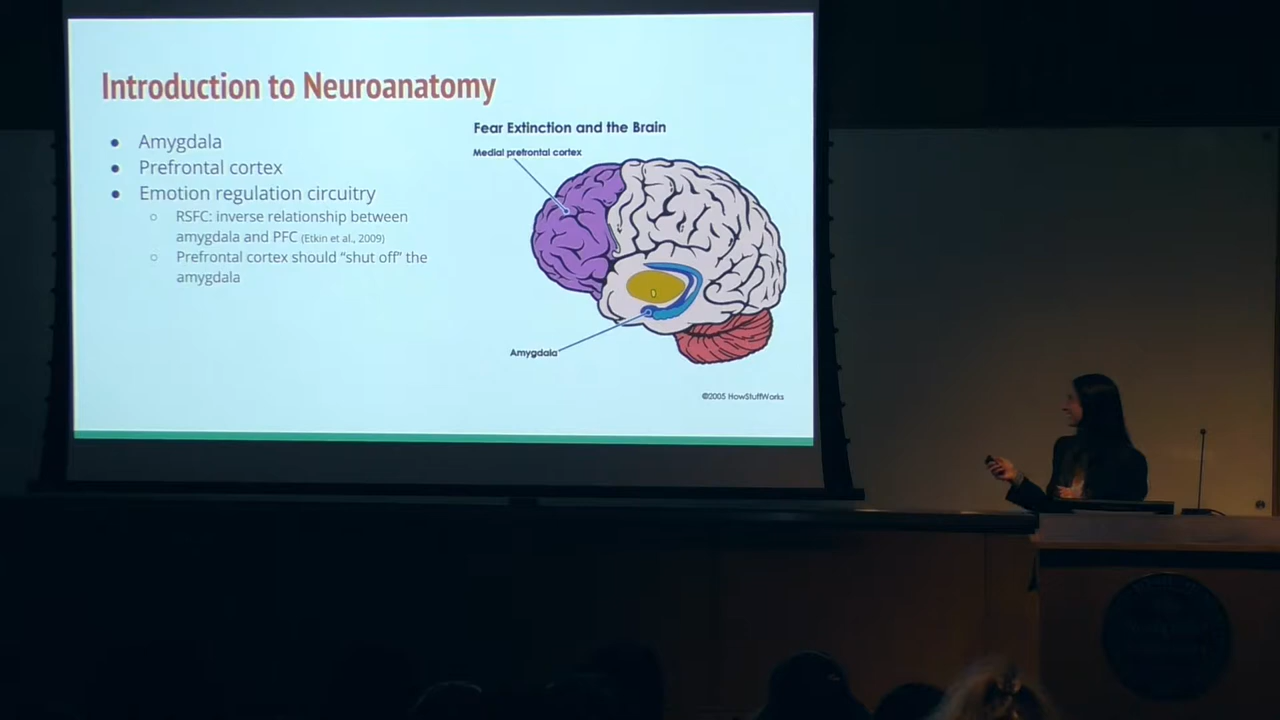 Introduction to Neuroanatomy
Amygdala
Prefrontal cortex
Emotion regulation circuitry
RSFC: inverse relationship between
amygdala and PFC (Etkin et al., 2009)
Prefrontal cortex should “shut off” the
amygdala
Fear Extinction and the Brain
Medial prefrontal cortex
Amygdala
©2005 HowStuffWorks